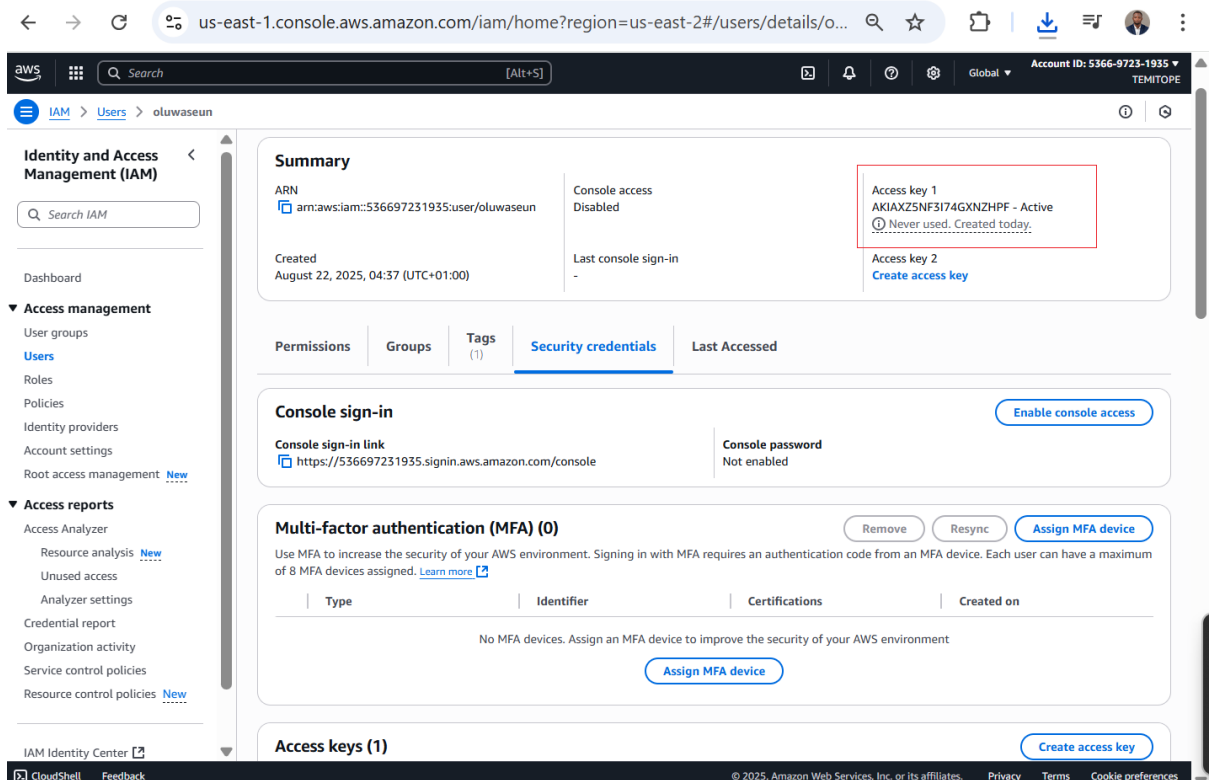 us-east-1.console.aws.amazon.com/iam/home?region=us-east-2#/users/details/o...
aws
Search [Alt+S]
Global
Account ID: 5366-9723-1935
TEMITOPE
IAM > Users > oluwaseun
Identity and Access
Management (IAM)
Search IAM
Dashboard
Access management
User groups
Users
Roles
Policies
Identity providers
Account settings
Root access management New
Access reports
Access Analyzer
Resource analysis New
Unused access
Analyzer settings
Credential report
Organization activity
Service control policies
Resource control policies New
IAM Identity Center
Summary
ARN
arn:aws:iam::536697231935:user/oluwaseun
Console access
Disabled
Access key 1
AKIAXZ5NF3I74GXNZHPF - Active
Never used. Created today.
Created
August 22, 2025, 04:37 (UTC+01:00)
Last console sign-in
-
Access key 2
Create access key
Permissions
Groups
Tags
(1)
Security credentials
Last Accessed
Console sign-in
Enable console access
Console sign-in link
https://536697231935.signin.aws.amazon.com/console
Console password
Not enabled
Multi-factor authentication (MFA) (0)
Remove
Resync
Assign MFA device
Use MFA to increase the security of your AWS environment. Signing in with MFA requires an authentication code from an MFA device. Each user can have a maximum
of 8 MFA devices assigned. Learn more
Type
Identifier
Certifications
Created on
No MFA devices. Assign an MFA device to improve the security of your AWS environment
Assign MFA device
Access keys (1)
Create access key
CloudShell
Feedback
© 2025, Amazon Web Services, Inc. or its affiliates.
Privacy
Terms
Cookie preferences